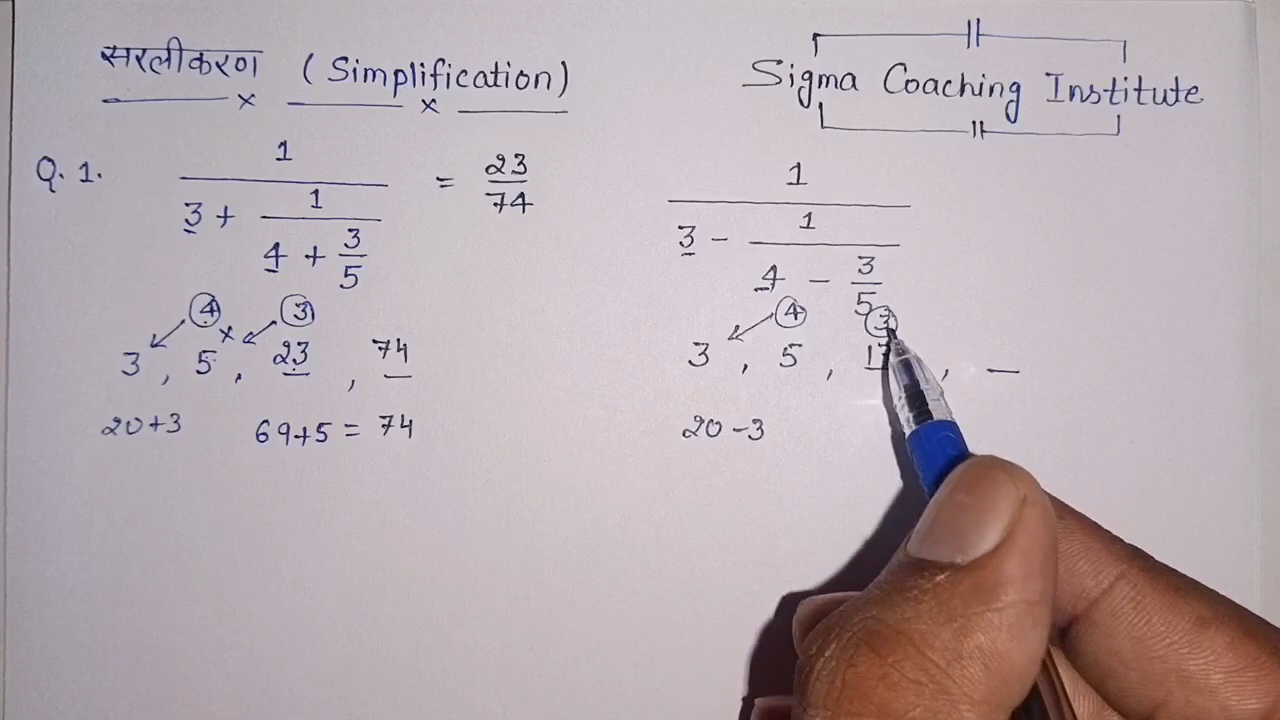 सरलीकरण (Simplification)
Sigma Coaching Institute
Q. 1.
1
3 + 1
4 + 3
5
= 23
74
4 × 3
3 , 5 , 23 , 74
20+3 69+5 = 74
1
3 - 1
4 - 3
5
4 3
3 , 5 , , _
20-3